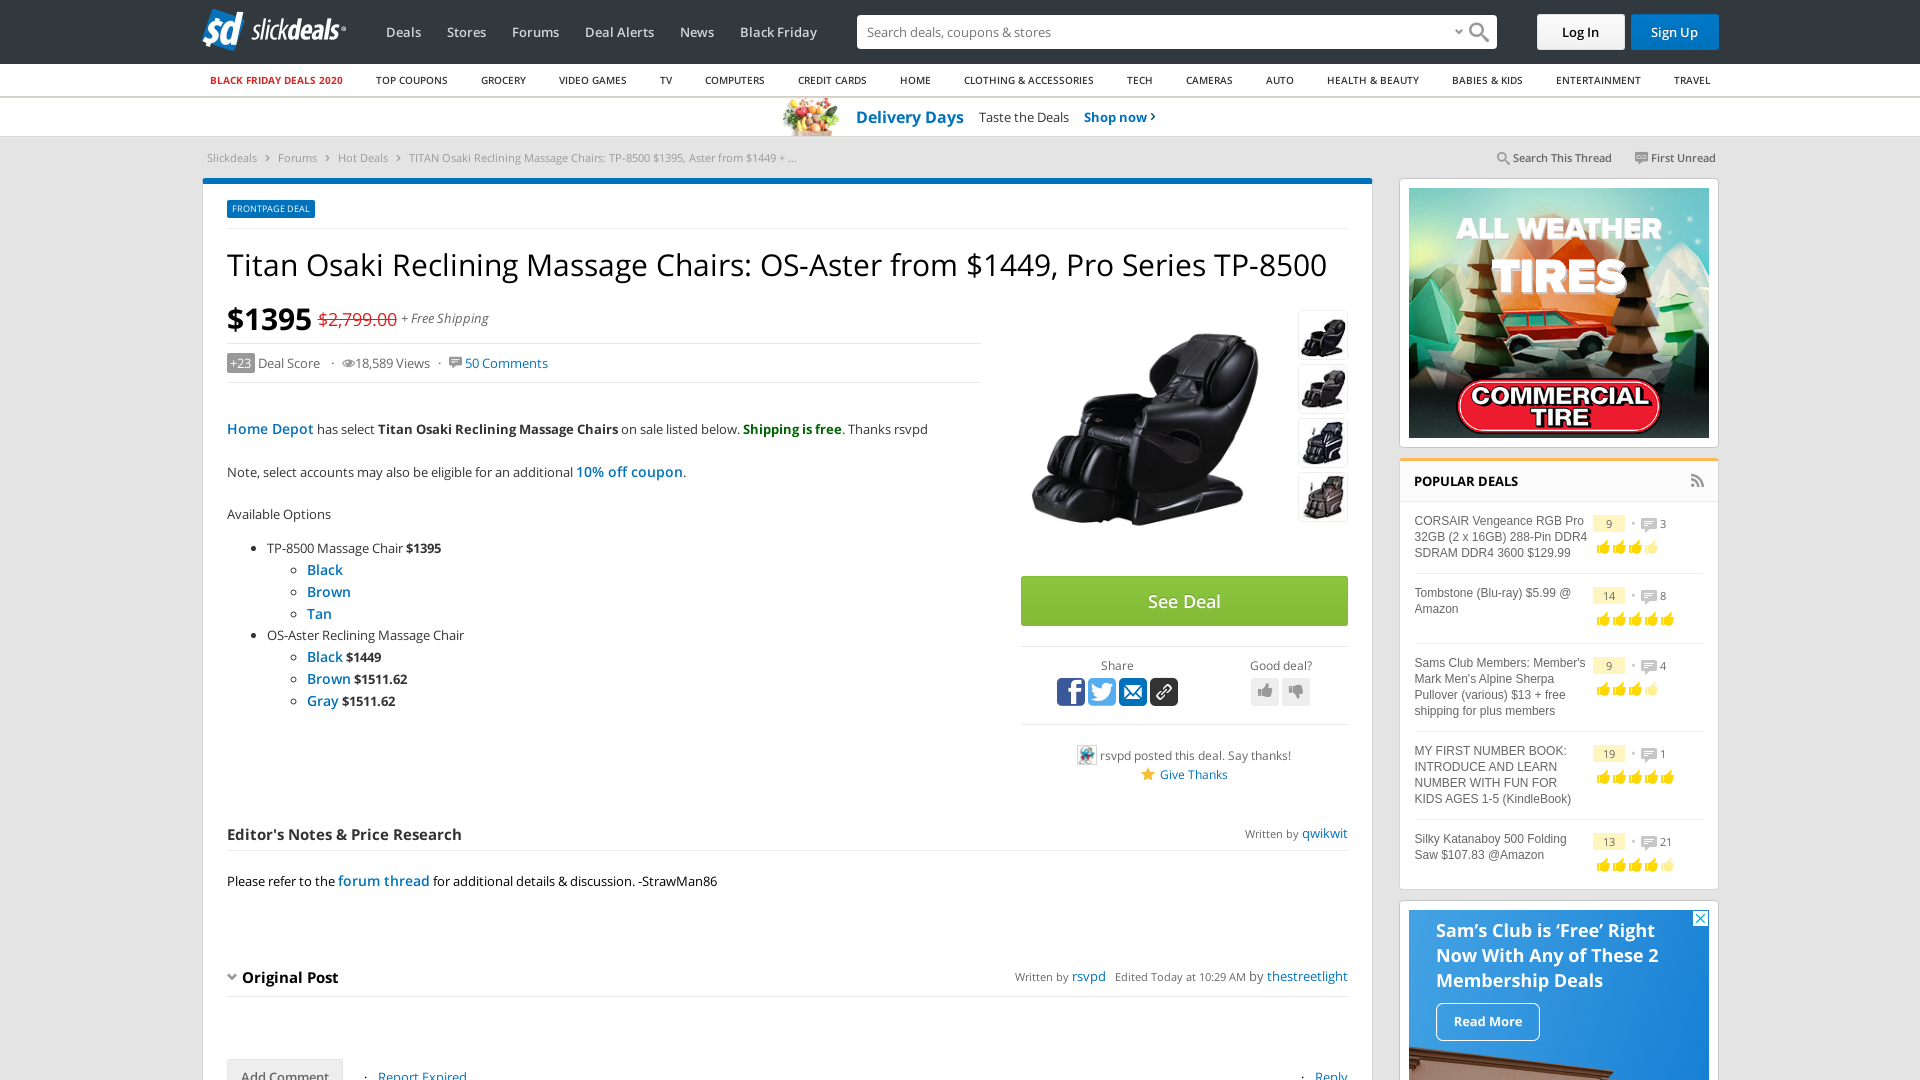 slickdeals
Deals
Stores
Forums
Deal Alerts
News
Black Friday
Search deals, coupons & stores
Log In
Sign Up
BLACK FRIDAY DEALS 2020
TOP COUPONS
GROCERY
VIDEO GAMES
TV
COMPUTERS
CREDIT CARDS
HOME
CLOTHING & ACCESSORIES
TECH
CAMERAS
AUTO
HEALTH & BEAUTY
BABIES & KIDS
ENTERTAINMENT
TRAVEL
Delivery Days Taste the Deals Shop now
Slickdeals > Forums > Hot Deals > TITAN Osaki Reclining Massage Chairs: TP-8500 $1395, Aster from $1449 + ...
Search This Thread
First Unread
FRONTPAGE DEAL
Titan Osaki Reclining Massage Chairs: OS-Aster from $1449, Pro Series TP-8500
$1395 $2,799.00 + Free Shipping
+23 Deal Score · 18,589 Views · 50 Comments
Home Depot has select Titan Osaki Reclining Massage Chairs on sale listed below. Shipping is free. Thanks rsvpd
Note, select accounts may also be eligible for an additional 10% off coupon.
Available Options
TP-8500 Massage Chair $1395
Black
Brown
Tan
OS-Aster Reclining Massage Chair
Black $1449
Brown $1511.62
Gray $1511.62
See Deal
Share
Good deal?
rsvpd posted this deal. Say thanks!
Give Thanks
Editor's Notes & Price Research
Written by qwikwit
Please refer to the forum thread for additional details & discussion. -StrawMan86
Original Post
Written by rsvpd Edited Today at 10:29 AM by thestreetlight
Add Comment
· Report Expired
· Reply
ALL WEATHER
TIRES
COMMERCIAL
TIRE
POPULAR DEALS
CORSAIR Vengeance RGB Pro
32GB (2 x 16GB) 288-Pin DDR4
SDRAM DDR4 3600 $129.99
9 • 3
Tombstone (Blu-ray) $5.99 @
Amazon
14 • 8
Sams Club Members: Member's
Mark Men's Alpine Sherpa
Pullover (various) $13 + free
shipping for plus members
9 • 4
MY FIRST NUMBER BOOK:
INTRODUCE AND LEARN
NUMBER WITH FUN FOR
KIDS AGES 1-5 (KindleBook)
19 • 1
Silky Katanaboy 500 Folding
Saw $107.83 @Amazon
13 • 21
Sam's Club is 'Free' Right
Now With Any of These 2
Membership Deals
Read More